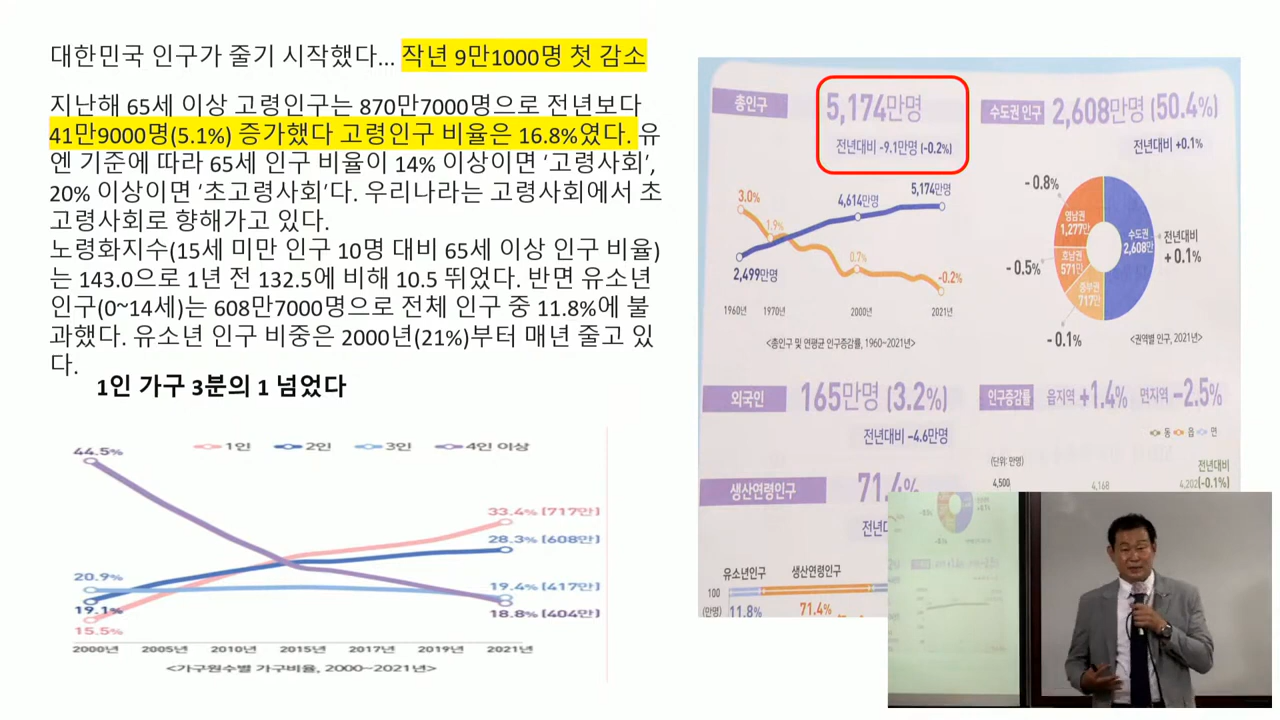 대한민국 인구가 줄기 시작했다... 작년 9만1000명 첫 감소
지난해 65세 이상 고령인구는 870만7000명으로 전년보다
41만9000명(5.1%) 증가했다 고령인구 비율은 16.8%였다. 유
엔 기준에 따라 65세 인구 비율이 14% 이상이면 ‘고령사회’,
20% 이상이면 ‘초고령사회’다. 우리나라는 고령사회에서 초
고령사회로 향해가고 있다.
노령화지수(15세 미만 인구 10명 대비 65세 이상 인구 비율)
는 143.0으로 1년 전 132.5에 비해 10.5 뛰었다. 반면 유소년
인구(0~14세)는 608만7000명으로 전체 인구 중 11.8%에 불
과했다. 유소년 인구 비중은 2000년(21%)부터 매년 줄고 있
다.
1인 가구 3분의 1 넘었다
1인 2인 3인 4인 이상
44.5%
33.4% (717만)
28.3% (608만)
20.9%
19.4% (417만)
19.1%
18.8% (404만)
15.5%
2000년 2005년 2010년 2015년 2017년 2019년 2021년
<가구원수별 가구비율, 2000~2021년>
총인구 5,174만명
전년대비 -9.1만명 (-0.2%)
3.0%
1.9%
4,614만명
5,174만명
2,499만명
0.7%
-0.2%
1960년 1970년 2000년 2021년
<총인구 및 연평균 인구증감률, 1960~2021년>
수도권 인구 2,608만명 (50.4%)
전년대비 +0.1%
- 0.8%
영남권
1,277만
수도권
2,608만
전년대비
+ 0.1%
호남권
571만
- 0.5%
중부권
717만
- 0.1%
<권역별 인구, 2021년>
외국인 165만명 (3.2%)
전년대비 -4.6만명
인구증감률 읍지역 +1.4% 면지역 -2.5%
동 읍 면
(단위: 만명)
전년대비
4,500 4,168 4,202(-0.1%)
생산연령인구 71.4%
유소년인구 생산연령인구
100
(만명) 11.8% 71.4%